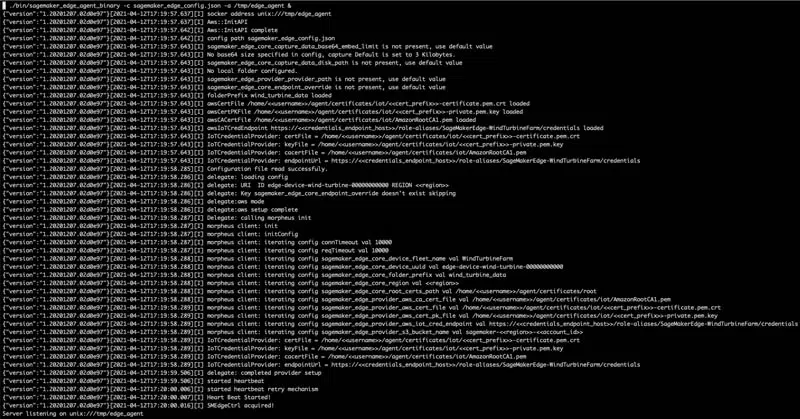 ./bin/sagemaker_edge_agent_binary -c sagemaker_edge_config.json -a /tmp/edge_agent &
{"version":"1.20201207.02d0e97"}[2021-04-12T17:19:57.637][I] socker address unix:///tmp/edge_agent
{"version":"1.20201207.02d0e97"}[2021-04-12T17:19:57.637][I] Aws::InitAPI
{"version":"1.20201207.02d0e97"}[2021-04-12T17:19:57.642][I] Aws::InitAPI complete
{"version":"1.20201207.02d0e97"}[2021-04-12T17:19:57.642][I] config path sagemaker_edge_config.json
{"version":"1.20201207.02d0e97"}[2021-04-12T17:19:57.643][I] sagemaker_edge_core_capture_data_base64_embed_limit is not present, use default value
{"version":"1.20201207.02d0e97"}[2021-04-12T17:19:57.643][I] No base64 size specified in config, capture Default is set to 3 Kilobytes.
{"version":"1.20201207.02d0e97"}[2021-04-12T17:19:57.643][I] sagemaker_edge_core_capture_data_disk_path is not present, use default value
{"version":"1.20201207.02d0e97"}[2021-04-12T17:19:57.643][I] No local folder configured.
{"version":"1.20201207.02d0e97"}[2021-04-12T17:19:57.643][I] sagemaker_edge_provider_provider_path is not present, use default value
{"version":"1.20201207.02d0e97"}[2021-04-12T17:19:57.643][I] sagemaker_edge_core_endpoint_override is not present, use default value
{"version":"1.20201207.02d0e97"}[2021-04-12T17:19:57.643][I] folderPrefix wind_turbine_data loaded
{"version":"1.20201207.02d0e97"}[2021-04-12T17:19:57.643][I] awsCertFile /home/<<username>>/agent/certificates/iot/<<cert_prefix>>-certificate.pem.crt loaded
{"version":"1.20201207.02d0e97"}[2021-04-12T17:19:57.643][I] awsCertPKFile /home/<<username>>/agent/certificates/iot/<<cert_prefix>>-private.pem.key loaded
{"version":"1.20201207.02d0e97"}[2021-04-12T17:19:57.643][I] awsCACertFile /home/<<username>>/agent/certificates/iot/AmazonRootCA1.pem loaded
{"version":"1.20201207.02d0e97"}[2021-04-12T17:19:57.643][I] awsIoTCredEndpoint https://<<credentials_endpoint_host>>/role-aliases/SageMakerEdge-WindTurbineFarm/credentials loaded
{"version":"1.20201207.02d0e97"}[2021-04-12T17:19:57.643][I] IoTCredentialProvider: certFile = /home/<<username>>/agent/certificates/iot/<<cert_prefix>>-certificate.pem.crt
{"version":"1.20201207.02d0e97"}[2021-04-12T17:19:57.643][I] IoTCredentialProvider: keyFile = /home/<<username>>/agent/certificates/iot/<<cert_prefix>>-private.pem.key
{"version":"1.20201207.02d0e97"}[2021-04-12T17:19:57.643][I] IoTCredentialProvider: cacertFile = /home/<<username>>/agent/certificates/iot/AmazonRootCA1.pem
{"version":"1.20201207.02d0e97"}[2021-04-12T17:19:57.643][I] IoTCredentialProvider: endpointUrl = https://<<credentials_endpoint_host>>/role-aliases/SageMakerEdge-WindTurbineFarm/credentials
{"version":"1.20201207.02d0e97"}[2021-04-12T17:19:58.285][I] Configuration file read successfully.
{"version":"1.20201207.02d0e97"}[2021-04-12T17:19:58.286][I] delegate: loading config
{"version":"1.20201207.02d0e97"}[2021-04-12T17:19:58.286][I] delegate: URI  ID edge-device-wind-turbine-00000000000 REGION <<region>>
{"version":"1.20201207.02d0e97"}[2021-04-12T17:19:58.286][I] delegate: Key sagemaker_edge_core_endpoint_override doesn't exist skipping
{"version":"1.20201207.02d0e97"}[2021-04-12T17:19:58.286][I] delegate:aws mode
{"version":"1.20201207.02d0e97"}[2021-04-12T17:19:58.286][I] delegate:aws setup complete
{"version":"1.20201207.02d0e97"}[2021-04-12T17:19:58.287][I] delegate: calling morpheus init
{"version":"1.20201207.02d0e97"}[2021-04-12T17:19:58.287][I] morpheus client: init
{"version":"1.20201207.02d0e97"}[2021-04-12T17:19:58.287][I] morpheus client: initConfig
{"version":"1.20201207.02d0e97"}[2021-04-12T17:19:58.287][I] morpheus client: iterating config connTimeout val 10000
{"version":"1.20201207.02d0e97"}[2021-04-12T17:19:58.287][I] morpheus client: iterating config reqTimeout val 10000
{"version":"1.20201207.02d0e97"}[2021-04-12T17:19:58.288][I] morpheus client: iterating config sagemaker_edge_core_device_fleet_name val WindTurbineFarm
{"version":"1.20201207.02d0e97"}[2021-04-12T17:19:58.288][I] morpheus client: iterating config sagemaker_edge_core_device_uuid val edge-device-wind-turbine-00000000000
{"version":"1.20201207.02d0e97"}[2021-04-12T17:19:58.288][I] morpheus client: iterating config sagemaker_edge_core_folder_prefix val wind_turbine_data
{"version":"1.20201207.02d0e97"}[2021-04-12T17:19:58.288][I] morpheus client: iterating config sagemaker_edge_core_region val <<region>>
{"version":"1.20201207.02d0e97"}[2021-04-12T17:19:58.288][I] morpheus client: iterating config sagemaker_edge_core_root_certs_path val /home/<<username>>/agent/certificates/root
{"version":"1.20201207.02d0e97"}[2021-04-12T17:19:58.288][I] morpheus client: iterating config sagemaker_edge_provider_aws_ca_cert_file val /home/<<username>>/agent/certificates/iot/AmazonRootCA1.pem
{"version":"1.20201207.02d0e97"}[2021-04-12T17:19:58.289][I] morpheus client: iterating config sagemaker_edge_provider_aws_cert_file val /home/<<username>>/agent/certificates/iot/<<cert_prefix>>-certificate.pem.crt
{"version":"1.20201207.02d0e97"}[2021-04-12T17:19:58.289][I] morpheus client: iterating config sagemaker_edge_provider_aws_cert_pk_file val /home/<<username>>/agent/certificates/iot/<<cert_prefix>>-private.pem.key
{"version":"1.20201207.02d0e97"}[2021-04-12T17:19:58.289][I] morpheus client: iterating config sagemaker_edge_provider_aws_iot_cred_endpoint val https://<<credentials_endpoint_host>>/role-aliases/SageMakerEdge-WindTurbineFarm/credentials
{"version":"1.20201207.02d0e97"}[2021-04-12T17:19:58.289][I] morpheus client: iterating config sagemaker_edge_provider_s3_bucket_name val sagemaker-<<region>>-<<account_id>>
{"version":"1.20201207.02d0e97"}[2021-04-12T17:19:58.289][I] IoTCredentialProvider: certFile = /home/<<username>>/agent/certificates/iot/<<cert_prefix>>-certificate.pem.crt
{"version":"1.20201207.02d0e97"}[2021-04-12T17:19:58.289][I] IoTCredentialProvider: keyFile = /home/<<username>>/agent/certificates/iot/<<cert_prefix>>-private.pem.key
{"version":"1.20201207.02d0e97"}[2021-04-12T17:19:58.289][I] IoTCredentialProvider: cacertFile = /home/<<username>>/agent/certificates/iot/AmazonRootCA1.pem
{"version":"1.20201207.02d0e97"}[2021-04-12T17:19:58.289][I] IoTCredentialProvider: endpointUrl = https://<<credentials_endpoint_host>>/role-aliases/SageMakerEdge-WindTurbineFarm/credentials
{"version":"1.20201207.02d0e97"}[2021-04-12T17:19:59.506][I] delegate: completed provider setup
{"version":"1.20201207.02d0e97"}[2021-04-12T17:19:59.506][I] started heartbeat
{"version":"1.20201207.02d0e97"}[2021-04-12T17:20:00.006][I] started heartbeat retry mechanism
{"version":"1.20201207.02d0e97"}[2021-04-12T17:20:00.007][I] Heart Beat Started!
{"version":"1.20201207.02d0e97"}[2021-04-12T17:20:00.016][I] SMEdgeCtrl acquired!
Server listening on unix:///tmp/edge_agent